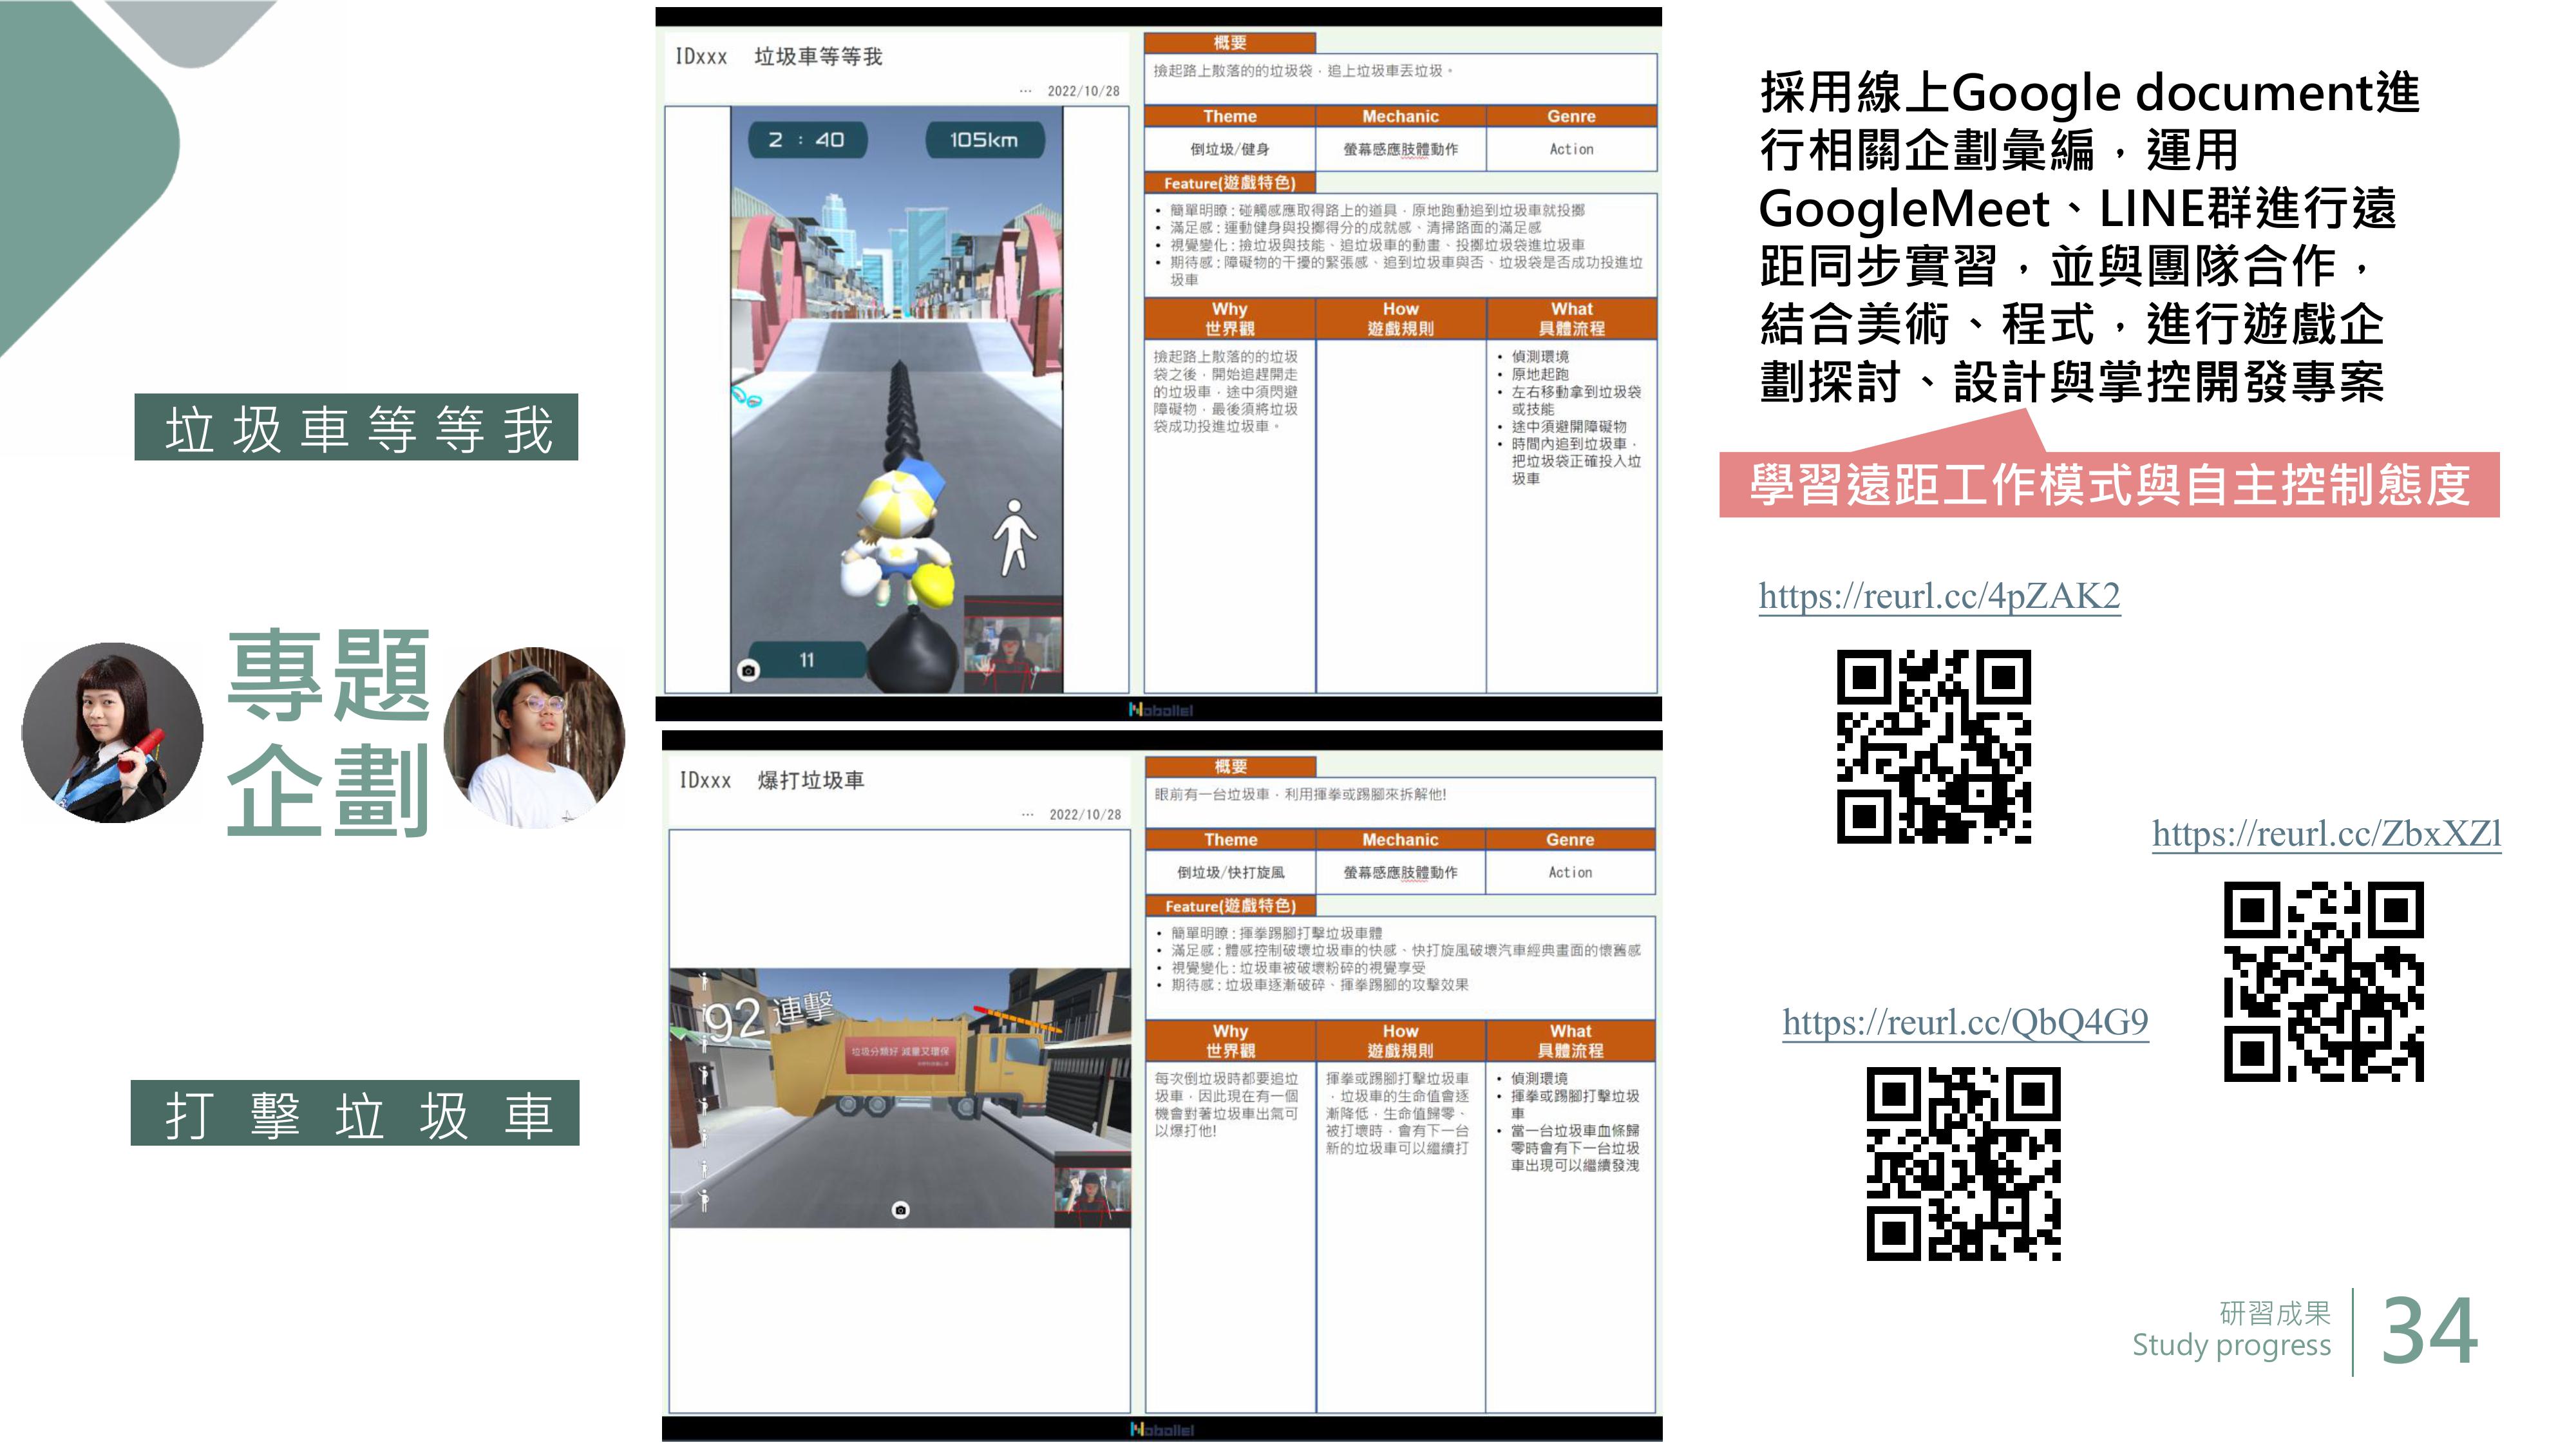 垃圾車等等我
專題
企劃
打擊垃圾車
IDxxx 垃圾車等等我
… 2022/10/28
2 : 40
105km
11
概要
撿起路上散落的的垃圾袋，追上垃圾車丟垃圾。
Theme Mechanic Genre
倒垃圾/健身 螢幕感應肢體動作 Action
Feature(遊戲特色)
• 簡單明瞭：碰觸感應取得路上的道具，原地跑動追到垃圾車就投擲
• 滿足感：運動健身與投擲得分的成就感、清掃路面的滿足感
• 視覺變化：撿垃圾與技能、追垃圾車的動畫、投擲垃圾袋進垃圾車
• 期待感：障礙物的干擾的緊張感、追到垃圾車與否、垃圾袋是否成功投進垃
圾車
Why How What
世界觀 遊戲規則 具體流程
撿起路上散落的的垃圾
袋之後，開始追趕開走
的垃圾車，途中須閃避
障礙物，最後須將垃圾
袋成功投進垃圾車。
• 偵測環境
• 原地起跑
• 左右移動拿到垃圾袋
或技能
• 途中須避開障礙物
• 時間內追到垃圾車，
把垃圾袋正確投入垃
圾車
Noballel
IDxxx 爆打垃圾車
… 2022/10/28
92 連擊
垃圾分類好 減量又環保
概要
眼前有一台垃圾車，利用揮拳或踢腳來拆解他!
Theme Mechanic Genre
倒垃圾/快打旋風 螢幕感應肢體動作 Action
Feature(遊戲特色)
• 簡單明瞭：揮拳踢腳打擊垃圾車體
• 滿足感：體感控制破壞垃圾車的快感、快打旋風破壞汽車經典畫面的懷舊感
• 視覺變化：垃圾車被破壞粉碎的視覺享受
• 期待感：垃圾車逐漸破碎、揮拳踢腳的攻擊效果
Why How What
世界觀 遊戲規則 具體流程
每次倒垃圾時都要追垃
圾車，因此現在有一個
機會對著垃圾車出氣可
以爆打他!
揮拳或踢腳打擊垃圾車
，垃圾車的生命值會逐
漸降低，生命值歸零、
被打壞時，會有下一台
新的垃圾車可以繼續打
• 偵測環境
• 揮拳或踢腳打擊垃圾
車
• 當一台垃圾車血條歸
零時會有下一台垃圾
車出現可以繼續發洩
Noballel
採用線上Google document進
行相關企劃彙編，運用
GoogleMeet、LINE群進行遠
距同步實習，並與團隊合作，
結合美術、程式，進行遊戲企
劃探討、設計與掌控開發專案
學習遠距工作模式與自主控制態度
https://reurl.cc/4pZAK2
https://reurl.cc/ZbxXZl
https://reurl.cc/QbQ4G9
研習成果
Study progress
34